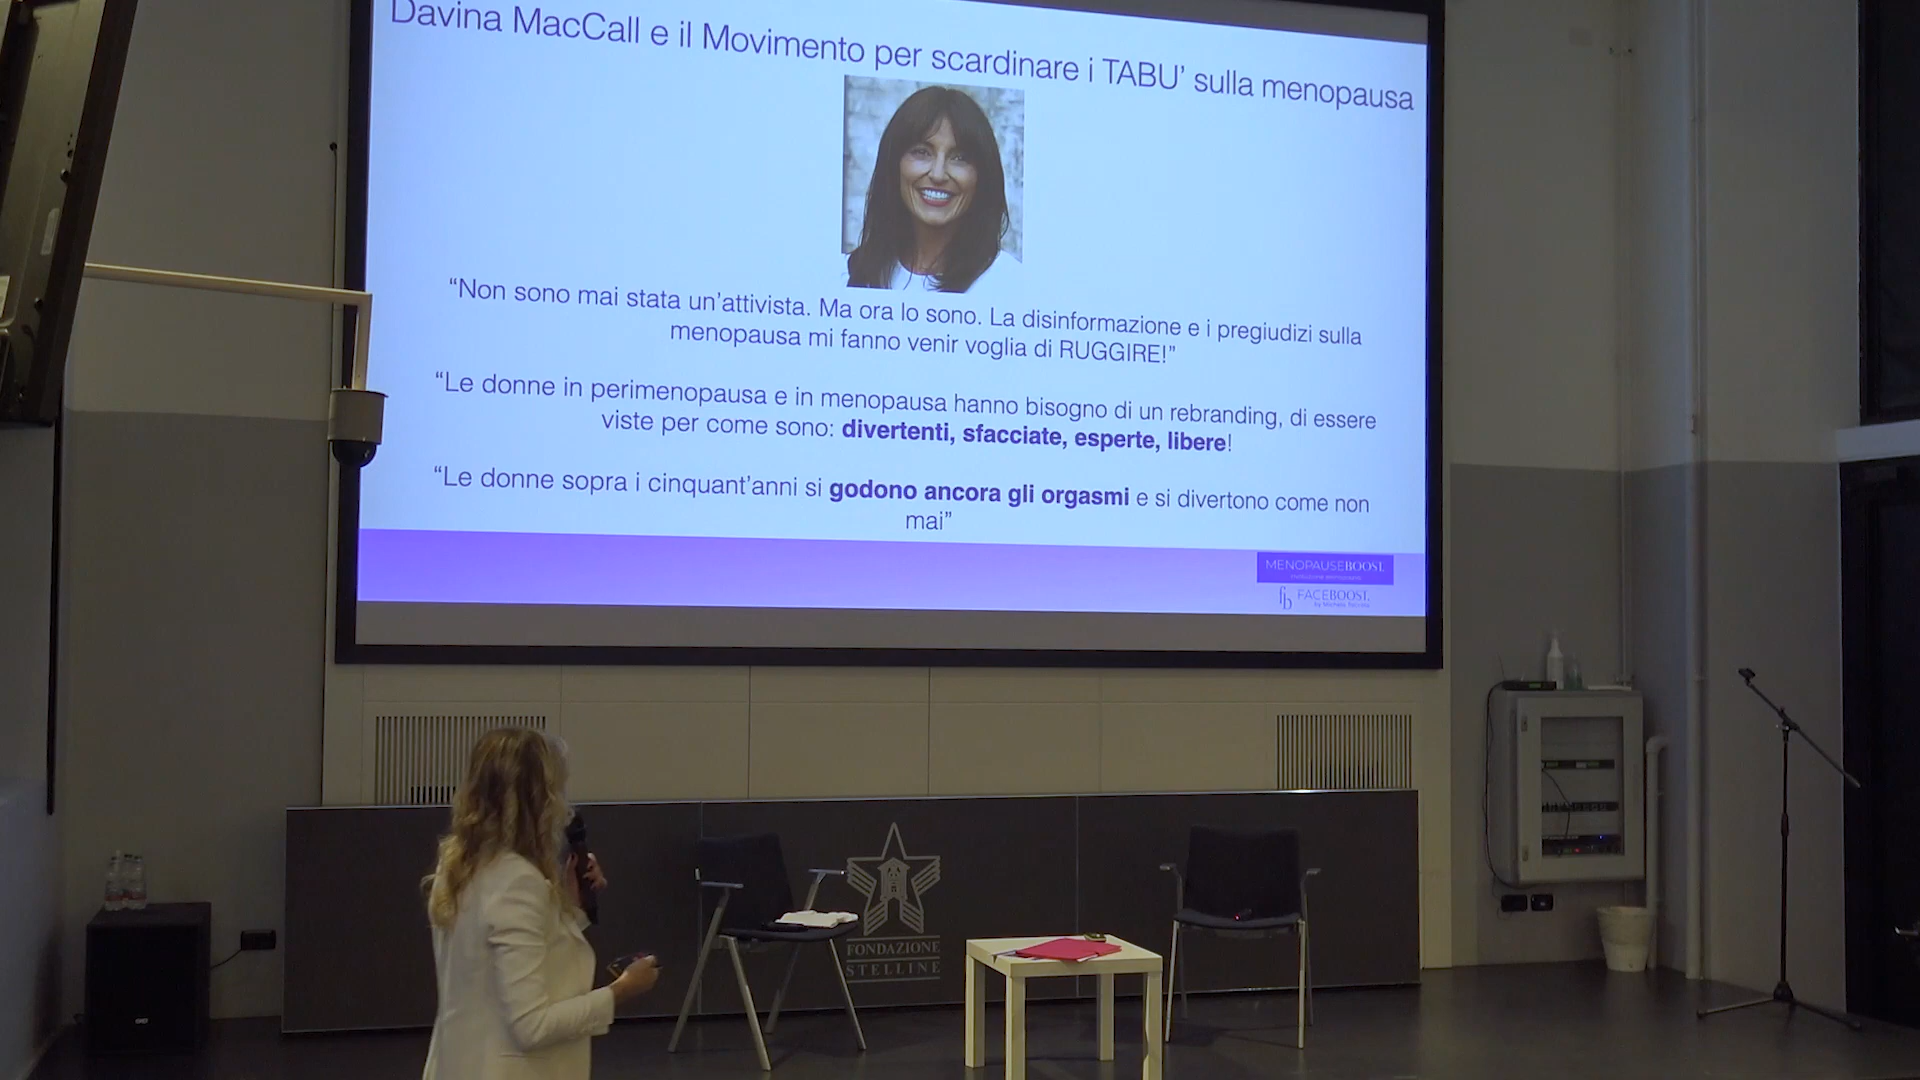 Davina MacCall e il Movimento per scardinare i TABU’ sulla menopausa
“Non sono mai stata un’attivista. Ma ora lo sono. La disinformazione e i pregiudizi sulla
menopausa mi fanno venir voglia di RUGGIRE!”
“Le donne in perimenopausa e in menopausa hanno bisogno di un rebranding, di essere
viste per come sono: divertenti, sfacciate, esperte, libere!
“Le donne sopra i cinquant’anni si godono ancora gli orgasmi e si divertono come non
mai”
MENOPAUSEBOOST.
fb FACEBOOST.
FONDAZIONE
STELLINE